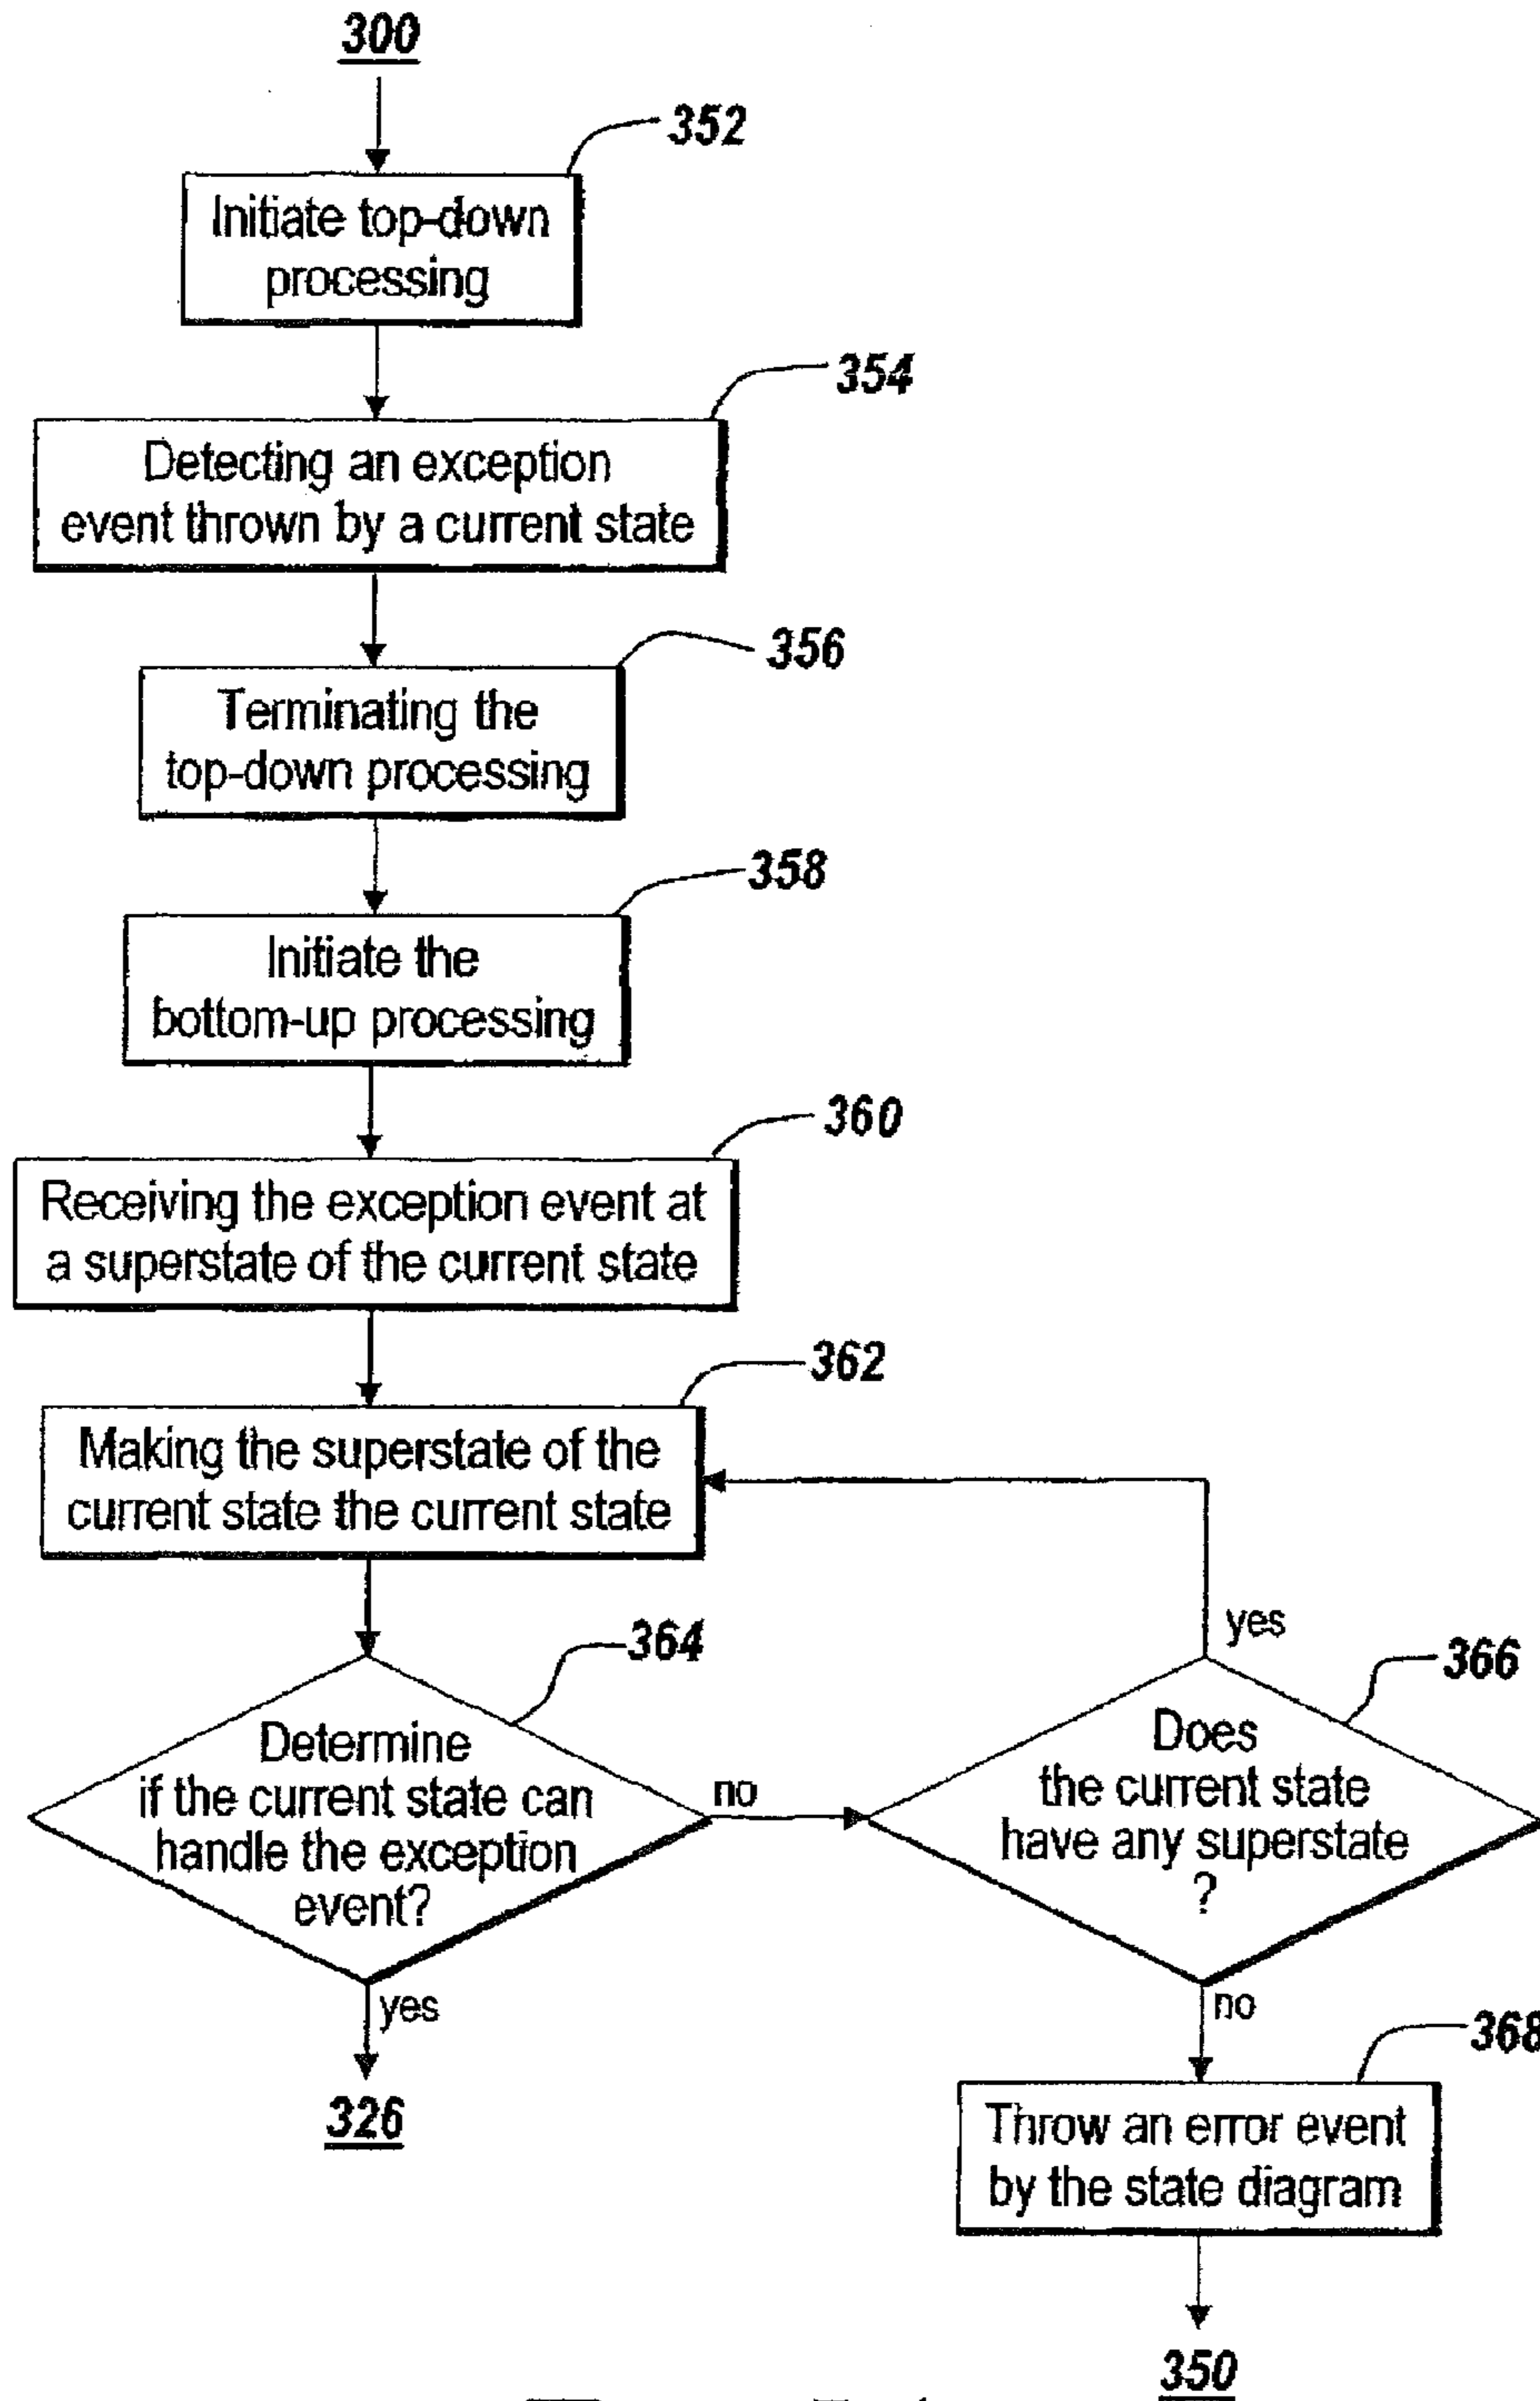 300
352
Initiate top-down
processing
354
Detecting an exception
event thrown by a current state
356
Terminating the
top-down processing
358
Initiate the
bottom-up processing
360
Receiving the exception event at
a superstate of the current state
362
Making the superstate of the
current state the current state
364
Determine
if the current state can
handle the exception
event?
no
yes
326
366
Does
the current state
have any superstate
?
yes
no
368
Throw an error event
by the state diagram
350